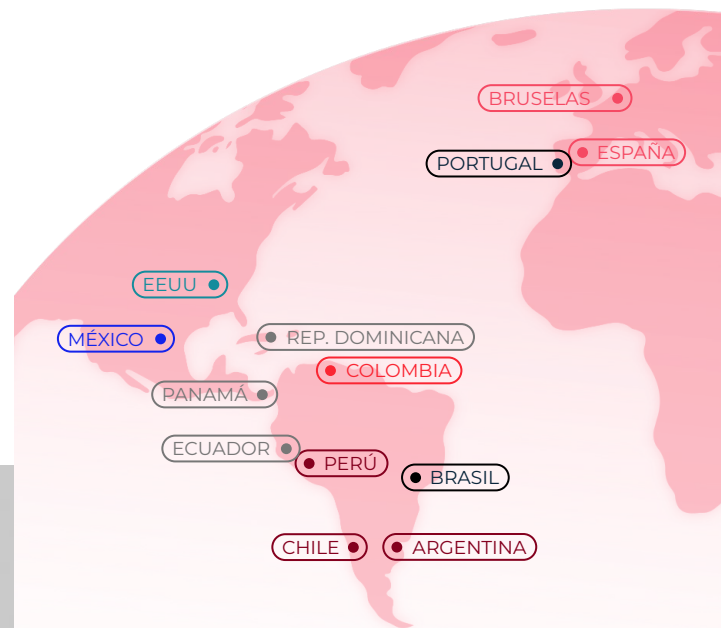 BRUSELAS
ESPAÑA
PORTUGAL
EEUU
MÉXICO
REP. DOMINICANA
COLOMBIA
PANAMÁ
ECUADOR
PERÚ
BRASIL
CHILE
ARGENTINA